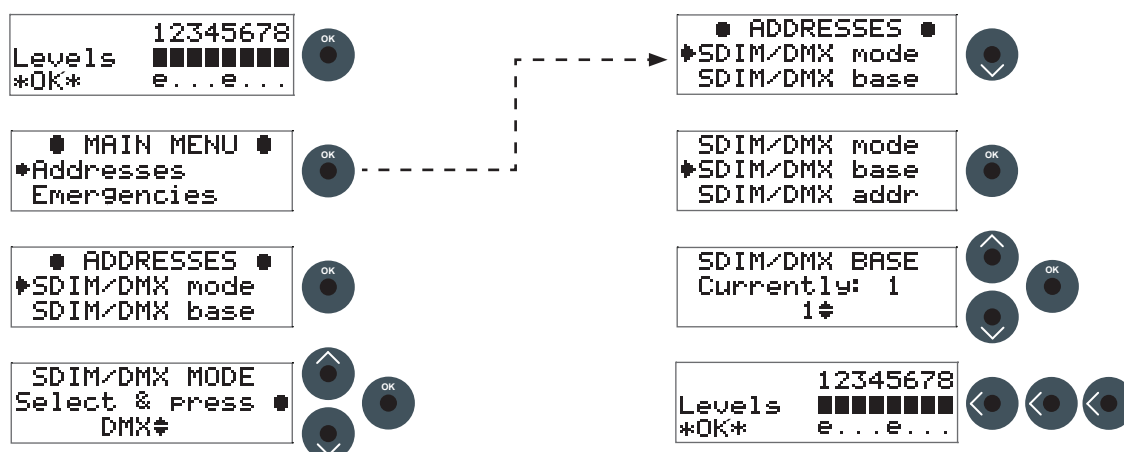 12345678
Levels
*OK* e...e...
OK
● MAIN MENU ●
Addresses
Emergencies
OK
● ADDRESSES ●
SDIM/DMX mode
SDIM/DMX base
OK
SDIM/DMX MODE
Select & press ●
DMX
OK
● ADDRESSES ●
SDIM/DMX mode
SDIM/DMX base
SDIM/DMX mode
SDIM/DMX base
SDIM/DMX addr
OK
SDIM/DMX BASE
Currently: 1
1
OK
12345678
Levels
*OK* e...e...